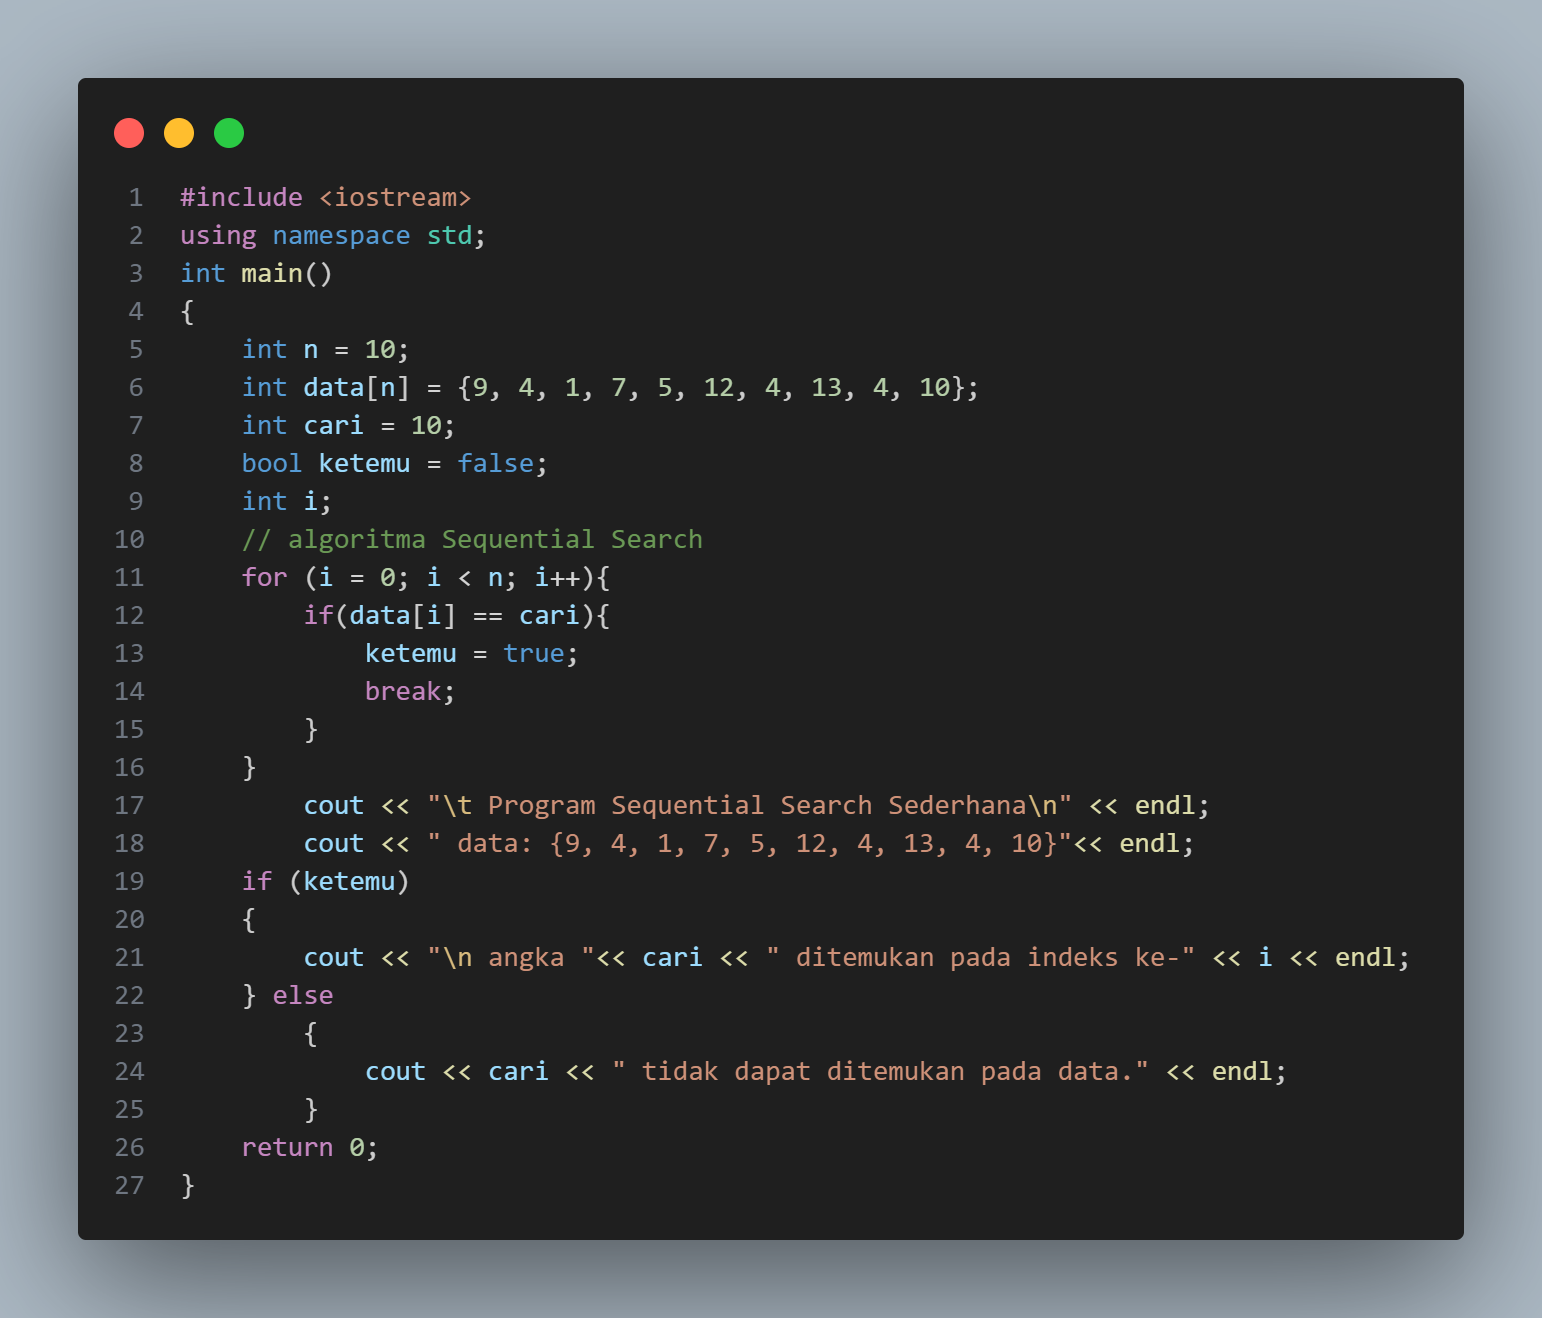 1 #include <iostream>
2 using namespace std;
3 int main()
4 {
5     int n = 10;
6     int data[n] = {9, 4, 1, 7, 5, 12, 4, 13, 4, 10};
7     int cari = 10;
8     bool ketemu = false;
9     int i;
10     // algoritma Sequential Search
11     for (i = 0; i < n; i++){
12         if(data[i] == cari){
13             ketemu = true;
14             break;
15         }
16     }
17         cout << "\t Program Sequential Search Sederhana\n" << endl;
18         cout << " data: {9, 4, 1, 7, 5, 12, 4, 13, 4, 10}"<< endl;
19     if (ketemu)
20     {
21         cout << "\n angka "<< cari << " ditemukan pada indeks ke-" << i << endl;
22     } else
23         {
24             cout << cari << " tidak dapat ditemukan pada data." << endl;
25         }
26     return 0;
27 }